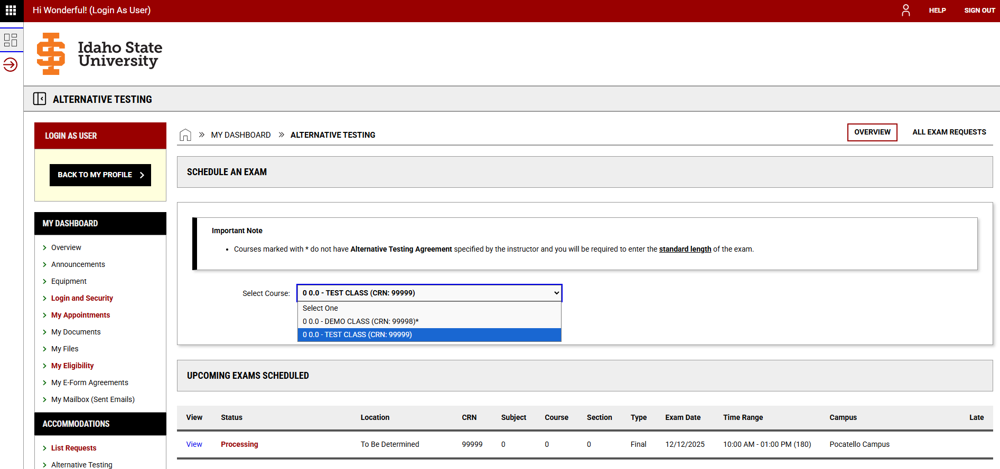 Hi Wonderful! (Login As User)
HELP
SIGN OUT
Idaho State
University
ALTERNATIVE TESTING
LOGIN AS USER
BACK TO MY PROFILE
MY DASHBOARD
Overview
Announcements
Equipment
Login and Security
My Appointments
My Documents
My Files
My Eligibility
My E-Form Agreements
My Mailbox (Sent Emails)
ACCOMMODATIONS
List Requests
Alternative Testing
MY DASHBOARD » ALTERNATIVE TESTING
OVERVIEW
ALL EXAM REQUESTS
SCHEDULE AN EXAM
Important Note
• Courses marked with * do not have Alternative Testing Agreement specified by the instructor and you will be required to enter the standard length of the exam.
Select Course: 0 0.0 - TEST CLASS (CRN: 99999)
Select One
0 0.0 - DEMO CLASS (CRN: 99998)*
0 0.0 - TEST CLASS (CRN: 99999)
UPCOMING EXAMS SCHEDULED
View Status Location CRN Subject Course Section Type Exam Date Time Range Campus Late
View Processing To Be Determined 99999 0 0 0 Final 12/12/2025 10:00 AM - 01:00 PM (180) Pocatello Campus